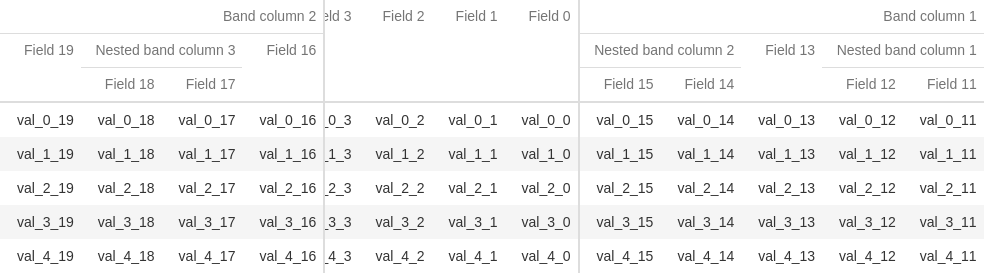 Band column 2 eld 3 Field 2 Field 1 Field 0 Band column 1
Field 19 Nested band column 3 Field 16 Nested band column 2 Field 13 Nested band column 1
Field 18 Field 17 Field 15 Field 14 Field 12 Field 11
val_0_19 val_0_18 val_0_17 val_0_16 _0_3 val_0_2 val_0_1 val_0_0 val_0_15 val_0_14 val_0_13 val_0_12 val_0_11
val_1_19 val_1_18 val_1_17 val_1_16 _1_3 val_1_2 val_1_1 val_1_0 val_1_15 val_1_14 val_1_13 val_1_12 val_1_11
val_2_19 val_2_18 val_2_17 val_2_16 _2_3 val_2_2 val_2_1 val_2_0 val_2_15 val_2_14 val_2_13 val_2_12 val_2_11
val_3_19 val_3_18 val_3_17 val_3_16 _3_3 val_3_2 val_3_1 val_3_0 val_3_15 val_3_14 val_3_13 val_3_12 val_3_11
val_4_19 val_4_18 val_4_17 val_4_16 _4_3 val_4_2 val_4_1 val_4_0 val_4_15 val_4_14 val_4_13 val_4_12 val_4_11